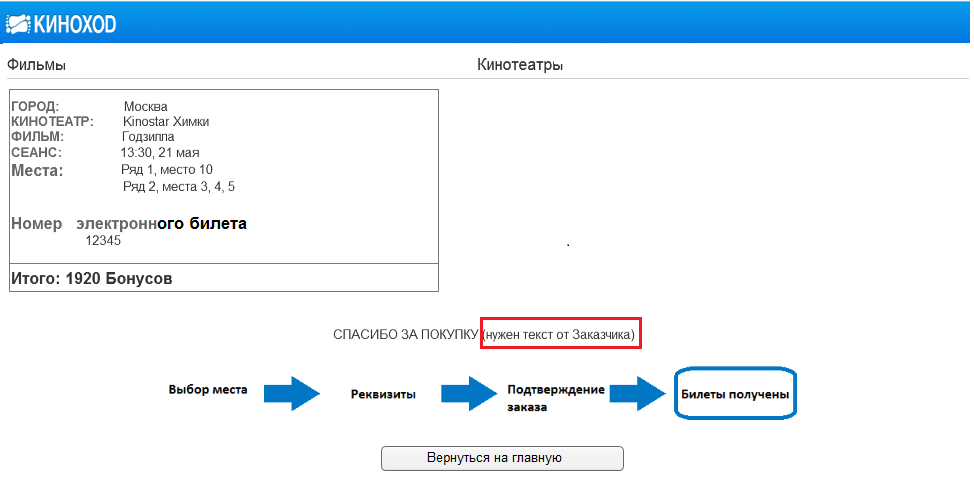 КИНОХОД
Фильмы Кинотеатры
ГОРОД: Москва
КИНОТЕАТР: Kinostar Химки
ФИЛЬМ: Годзилла
СЕАНС: 13:30, 21 мая
Места: Ряд 1, место 10
Ряд 2, места 3, 4, 5
Номер электронного билета
12345
.
Итого: 1920 Бонусов
СПАСИБО ЗА ПОКУПКУ (нужен текст от Заказчика)
Выбор места Реквизиты Подтверждение заказа Билеты получены
Вернуться на главную